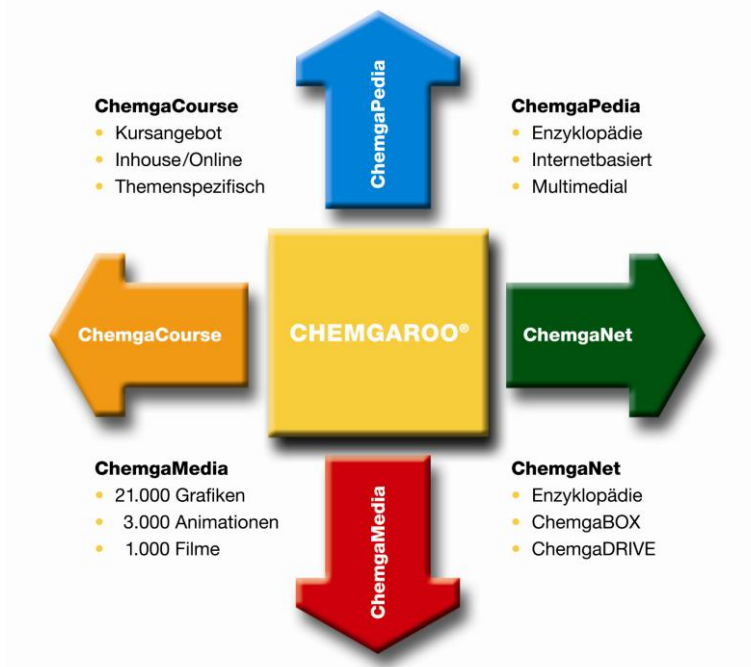 ChemgaPedia
ChemgaCourse
• Kursangebot
• Inhouse/Online
• Themenspezifisch
ChemgaPedia
• Enzyklopädie
• Internetbasiert
• Multimedial
ChemgaCourse
CHEMGAROO®
ChemgaNet
ChemgaMedia
• 21.000 Grafiken
• 3.000 Animationen
• 1.000 Filme
ChemgaMedia
ChemgaNet
• Enzyklopädie
• ChemgaBOX
• ChemgaDRIVE